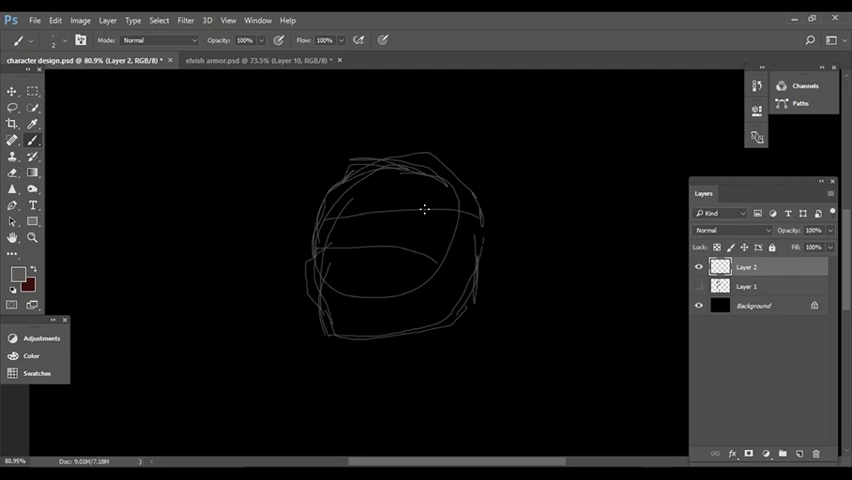 Ps File Edit Image Layer Type Select Filter 3D View Window Help
2 Mode: Normal Opacity: 100% Flow: 100%
character design.psd @ 80.9% (Layer 2, RGB/8) * × elvish armor.psd @ 73.5% (Layer 10, RGB/8) * ×
Channels
Paths
Layers
Kind
Normal Opacity: 100%
Lock: Fill: 100%
Layer 2
Layer 1
Background
T
Adjustments
Color
Swatches
fx
80.95% Doc: 9.01M/7.18M